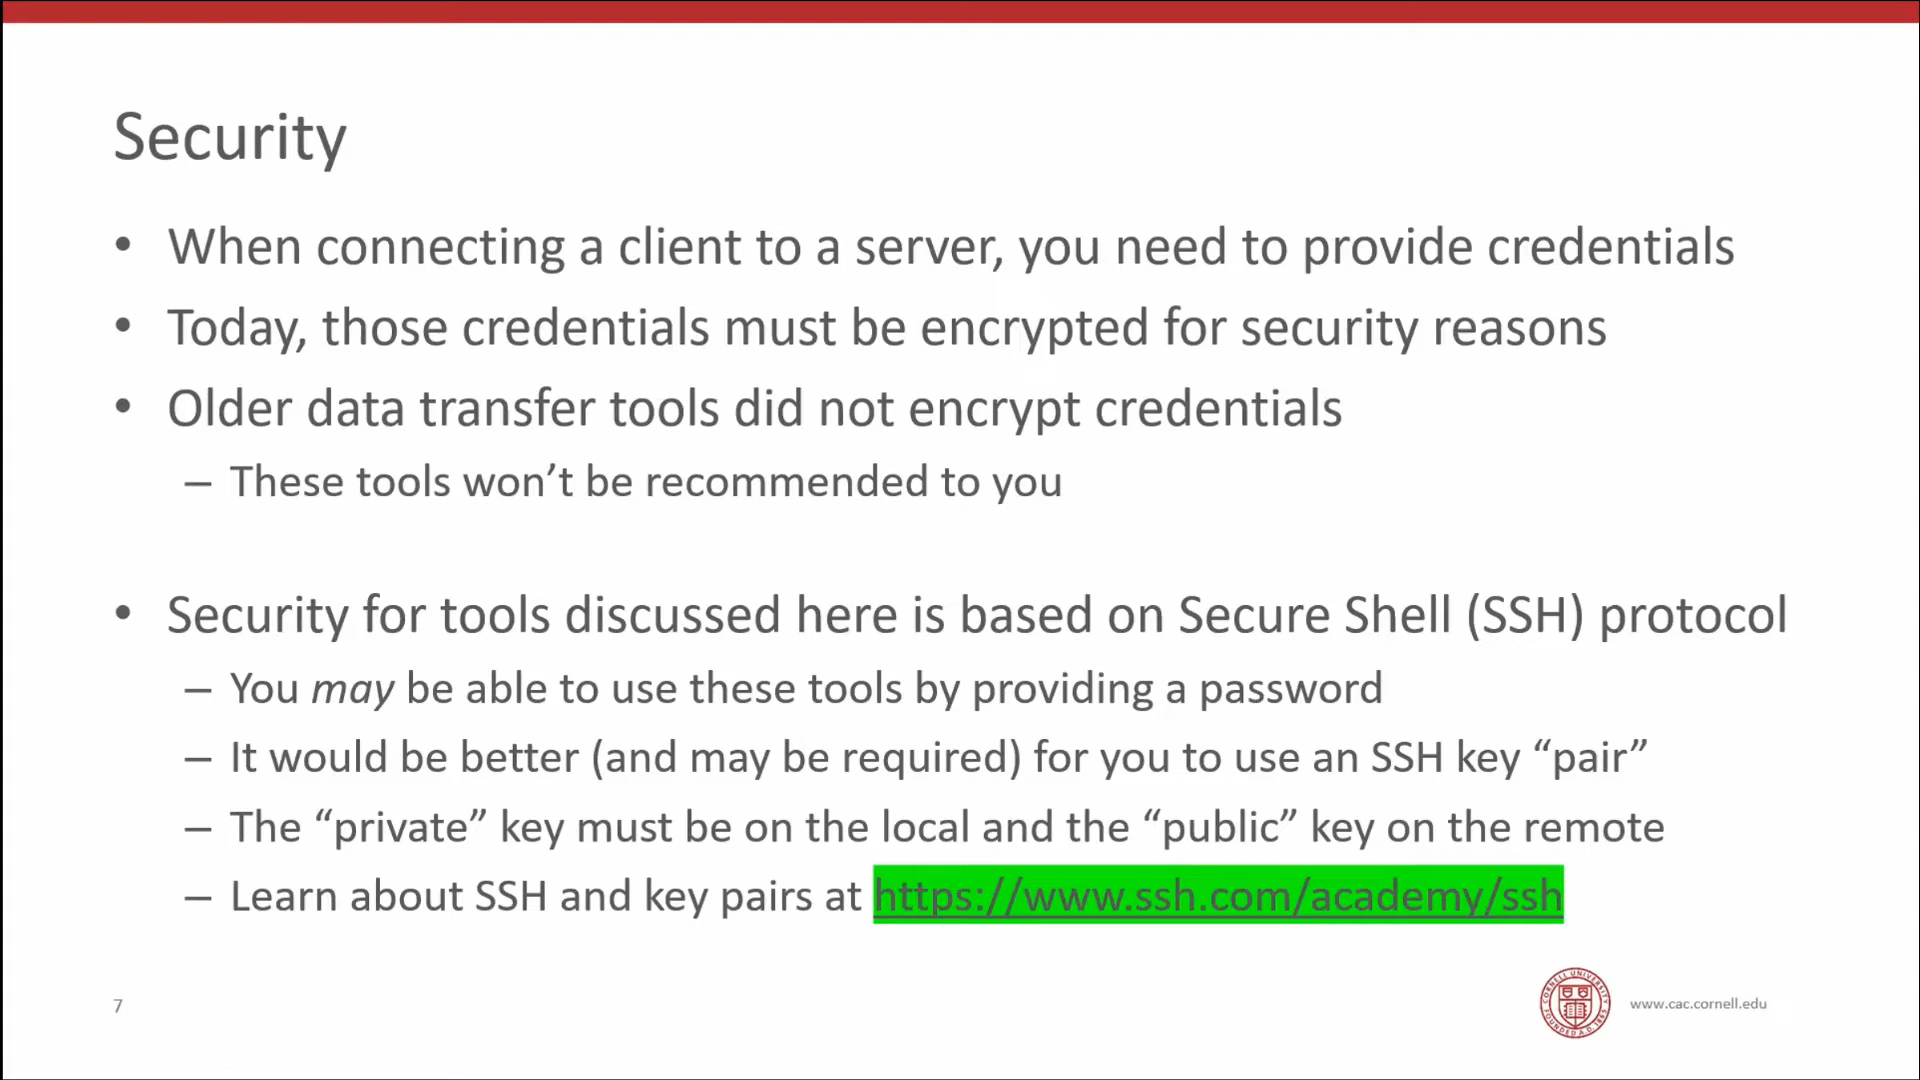 Security
• When connecting a client to a server, you need to provide credentials
• Today, those credentials must be encrypted for security reasons
• Older data transfer tools did not encrypt credentials
– These tools won’t be recommended to you
• Security for tools discussed here is based on Secure Shell (SSH) protocol
– You may be able to use these tools by providing a password
– It would be better (and may be required) for you to use an SSH key “pair”
– The “private” key must be on the local and the “public” key on the remote
– Learn about SSH and key pairs at https://www.ssh.com/academy/ssh
7
CORNELL UNIVERSITY
FOUNDED A.D. 1865
www.cac.cornell.edu